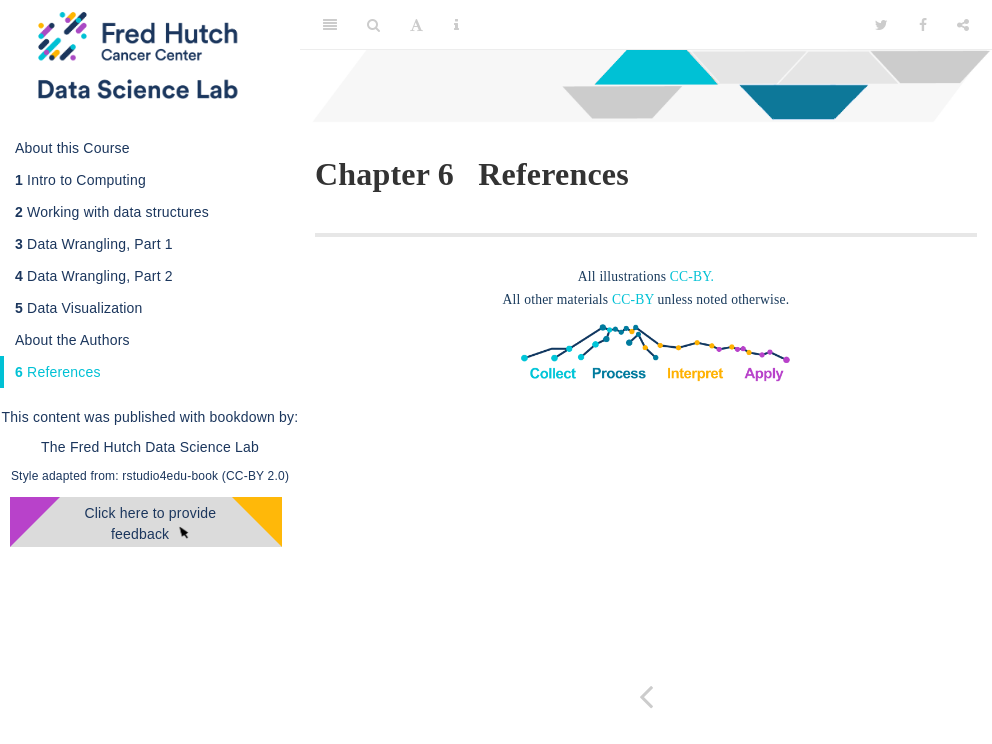 Fred Hutch
Cancer Center
Data Science Lab
About this Course
1 Intro to Computing
2 Working with data structures
3 Data Wrangling, Part 1
4 Data Wrangling, Part 2
5 Data Visualization
About the Authors
6 References
This content was published with bookdown by:
The Fred Hutch Data Science Lab
Style adapted from: rstudio4edu-book (CC-BY 2.0)
Click here to provide
feedback
A
Chapter 6 References
All illustrations CC-BY.
All other materials CC-BY unless noted otherwise.
Collect Process Interpret Apply